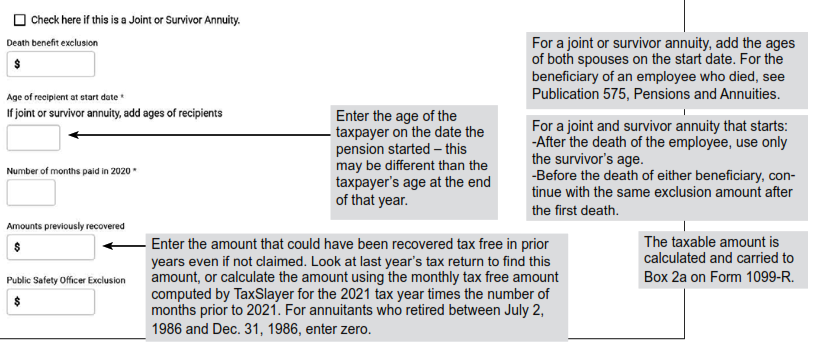 Check here if this is a Joint or Survivor Annuity.
Death benefit exclusion
$
Age of recipient at start date *
If joint or survivor annuity, add ages of recipients
Number of months paid in 2020 *
Amounts previously recovered
$
Public Safety Officer Exclusion
$
Enter the age of the
taxpayer on the date the
pension started – this
may be different than the
taxpayer's age at the end
of that year.
For a joint or survivor annuity, add the ages
of both spouses on the start date. For the
beneficiary of an employee who died, see
Publication 575, Pensions and Annuities.
For a joint and survivor annuity that starts:
-After the death of the employee, use only
the survivor's age.
-Before the death of either beneficiary, con-
tinue with the same exclusion amount after
the first death.
Enter the amount that could have been recovered tax free in prior
years even if not claimed. Look at last year's tax return to find this
amount, or calculate the amount using the monthly tax free amount
computed by TaxSlayer for the 2021 tax year times the number of
months prior to 2021. For annuitants who retired between July 2,
1986 and Dec. 31, 1986, enter zero.
The taxable amount is
calculated and carried to
Box 2a on Form 1099-R.